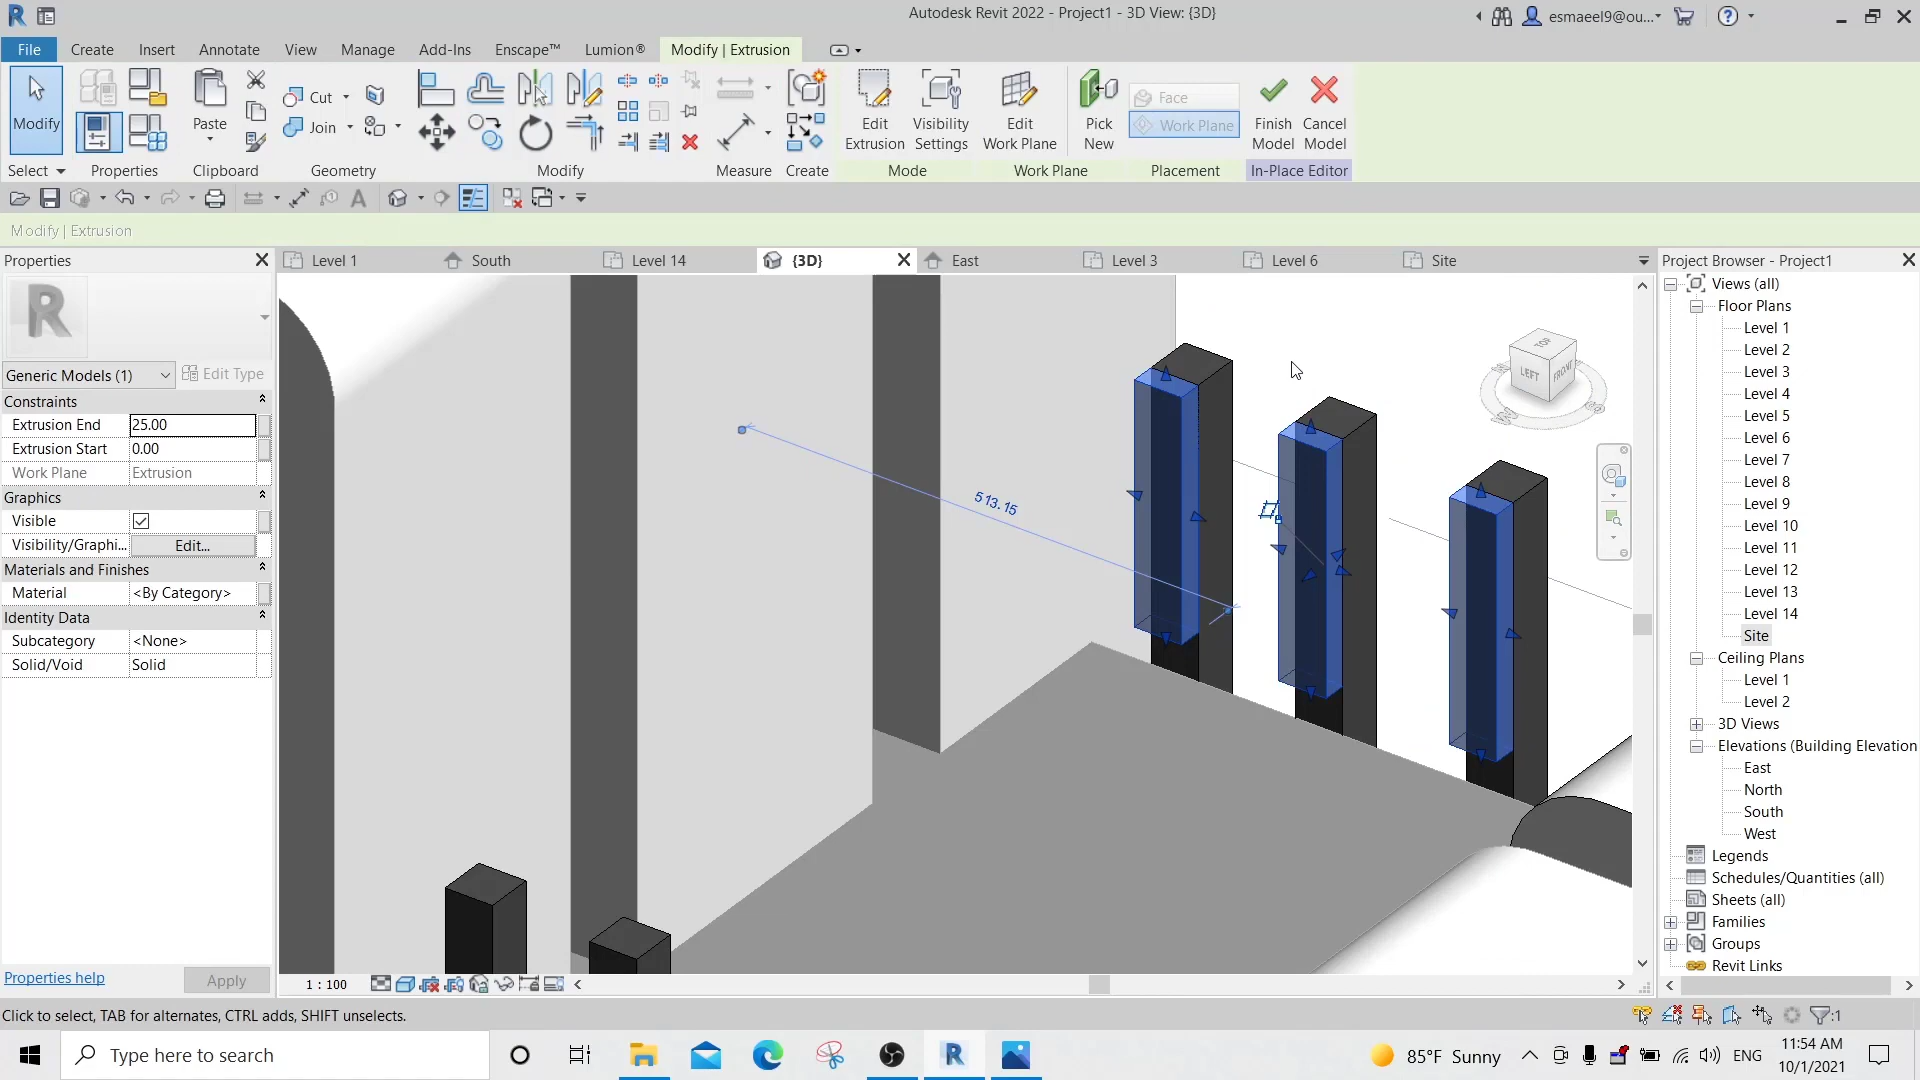 Autodesk Revit 2022 - Project1 - 3D View: {3D}
esmaeel9@ou...
File
Create
Insert
Annotate
View
Manage
Add-Ins
Enscape™
Lumion®
Modify | Extrusion
Modify
Paste
Cut
Join
Edit
Extrusion
Visibility
Settings
Edit
Work Plane
Pick
New
Face
Work Plane
Finish
Model
Cancel
Model
Select
Properties
Clipboard
Geometry
Modify
Measure
Create
Mode
Work Plane
Placement
In-Place Editor
Modify | Extrusion
Properties
Level 1
South
Level 14
{3D}
East
Level 3
Level 6
Site
Project Browser - Project1
Generic Models (1)
Edit Type
Constraints
Extrusion End
25.00
Extrusion Start
0.00
Work Plane
Extrusion
Graphics
Visible
Visibility/Graphi...
Edit...
Materials and Finishes
Material
<By Category>
Identity Data
Subcategory
<None>
Solid/Void
Solid
Properties help
Apply
513.15
TOP
LEFT
FRONT
Views (all)
Floor Plans
Level 1
Level 2
Level 3
Level 4
Level 5
Level 6
Level 7
Level 8
Level 9
Level 10
Level 11
Level 12
Level 13
Level 14
Site
Ceiling Plans
Level 1
Level 2
3D Views
Elevations (Building Elevation
East
North
South
West
Legends
Schedules/Quantities (all)
Sheets (all)
Families
Groups
Revit Links
1 : 100
Click to select, TAB for alternates, CTRL adds, SHIFT unselects.
:1
Type here to search
85°F Sunny
ENG
11:54 AM
10/1/2021